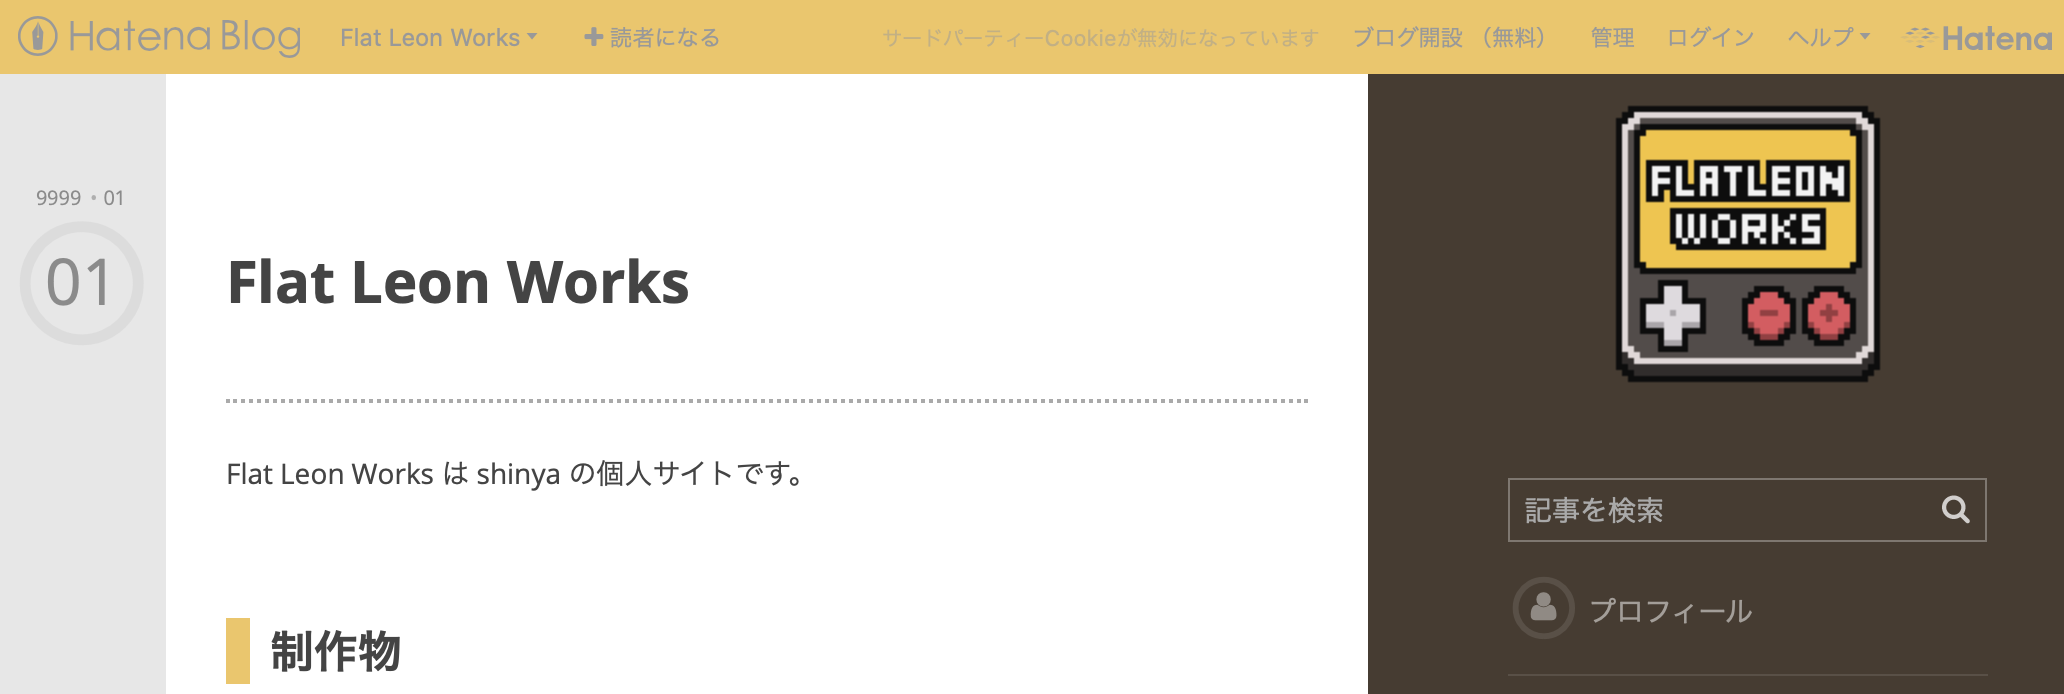 Hatena Blog
Flat Leon Works
読者になる
サードパーティーCookieが無効になっています
ブログ開設 （無料）
管理
ログイン
ヘルプ
Hatena
9999・01
01
Flat Leon Works
Flat Leon Works は shinya の個人サイトです。
制作物
FLATLEON
WORKS
記事を検索
プロフィール